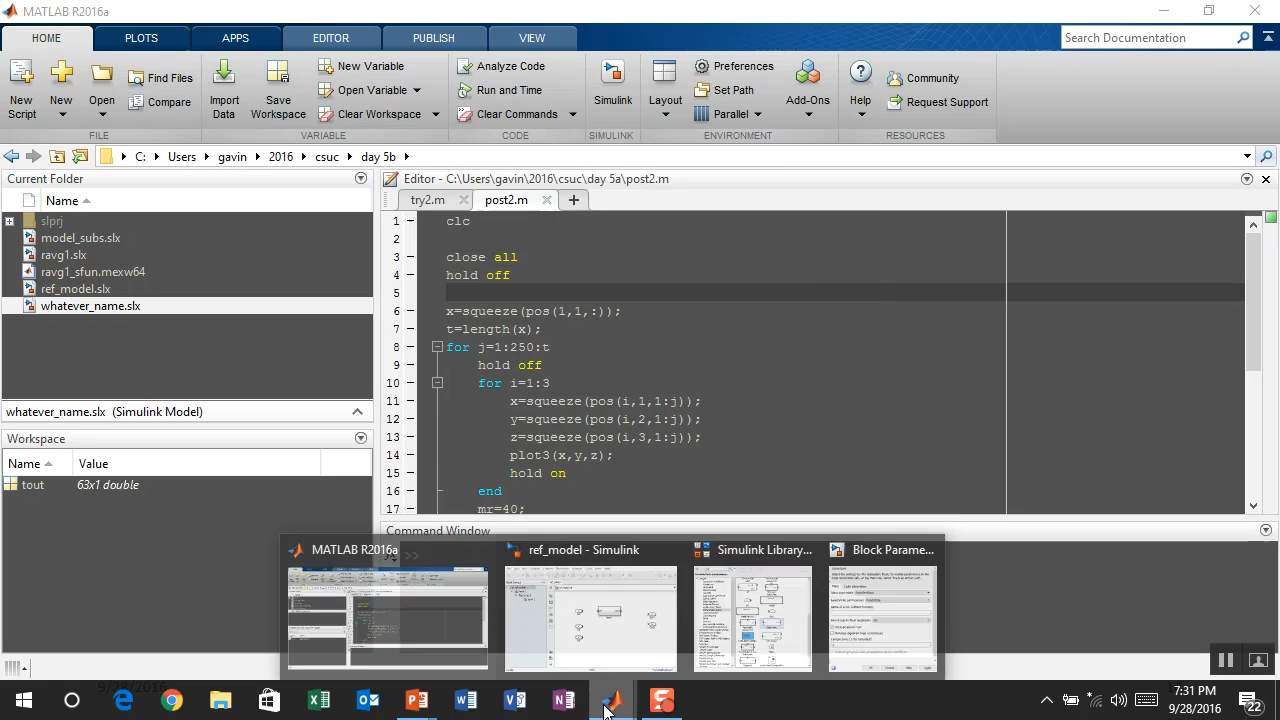 MATLAB R2016a
HOME
PLOTS
APPS
EDITOR
PUBLISH
VIEW
Search Documentation
New Script
New
Open
Find Files
Compare
Import Data
Save Workspace
New Variable
Open Variable
Clear Workspace
Analyze Code
Run and Time
Clear Commands
Simulink
Layout
Preferences
Set Path
Parallel
Add-Ons
Help
Community
Request Support
FILE
VARIABLE
CODE
SIMULINK
ENVIRONMENT
RESOURCES
C: Users gavin 2016 csuc day 5b
Current Folder
Name
slprj
model_subs.slx
ravg1.slx
ravg1_sfun.mexw64
ref_model.slx
whatever_name.slx
whatever_name.slx (Simulink Model)
Workspace
Name Value
tout 63x1 double
Editor - C:\Users\gavin\2016\csuc\day 5a\post2.m
try2.m
post2.m
1 clc
2
3 close all
4 hold off
5
6 x=squeeze(pos(1,1,:));
7 t=length(x);
8 for j=1:250:t
9 hold off
10 for i=1:3
11 x=squeeze(pos(i,1,1:j));
12 y=squeeze(pos(i,2,1:j));
13 z=squeeze(pos(i,3,1:j));
14 plot3(x,y,z);
15 hold on
16 end
17 mr=40;
Command Window
>>
MATLAB R2016a
ref_model - Simulink
Simulink Library...
Block Parame...
9/28/2016
7:31 PM
9/28/2016
22